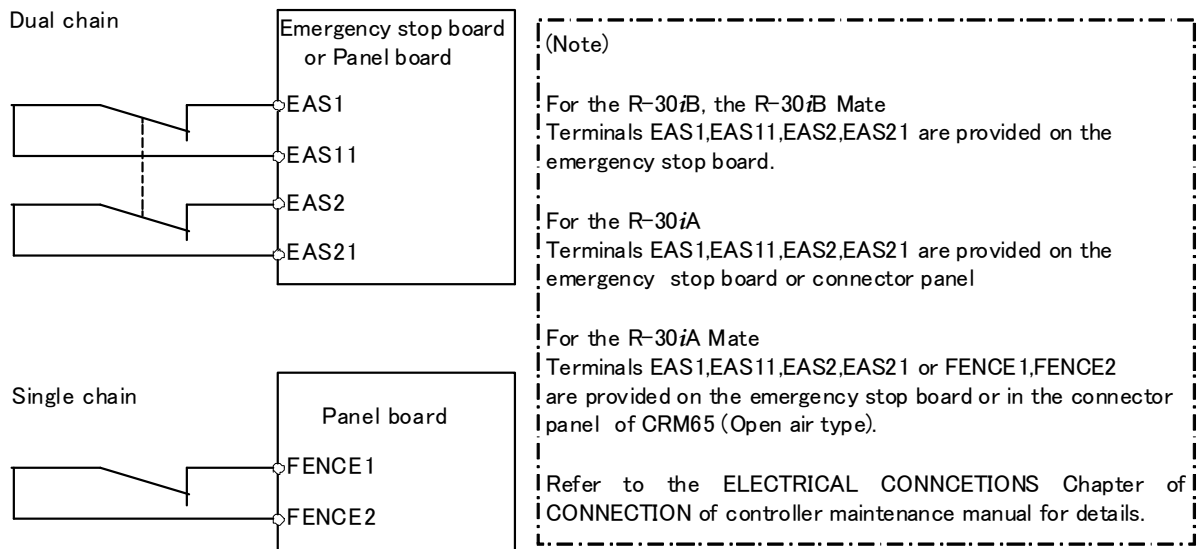 Dual chain
Emergency stop board
or Panel board
EAS1
EAS11
EAS2
EAS21
Single chain
Panel board
FENCE1
FENCE2
(Note)
For the R-30iB, the R-30iB Mate
Terminals EAS1,EAS11,EAS2,EAS21 are provided on the
emergency stop board.
For the R-30iA
Terminals EAS1,EAS11,EAS2,EAS21 are provided on the
emergency stop board or connector panel
For the R-30iA Mate
Terminals EAS1,EAS11,EAS2,EAS21 or FENCE1,FENCE2
are provided on the emergency stop board or in the connector
panel of CRM65 (Open air type).
Refer to the ELECTRICAL CONNCETIONS Chapter of
CONNECTION of controller maintenance manual for details.